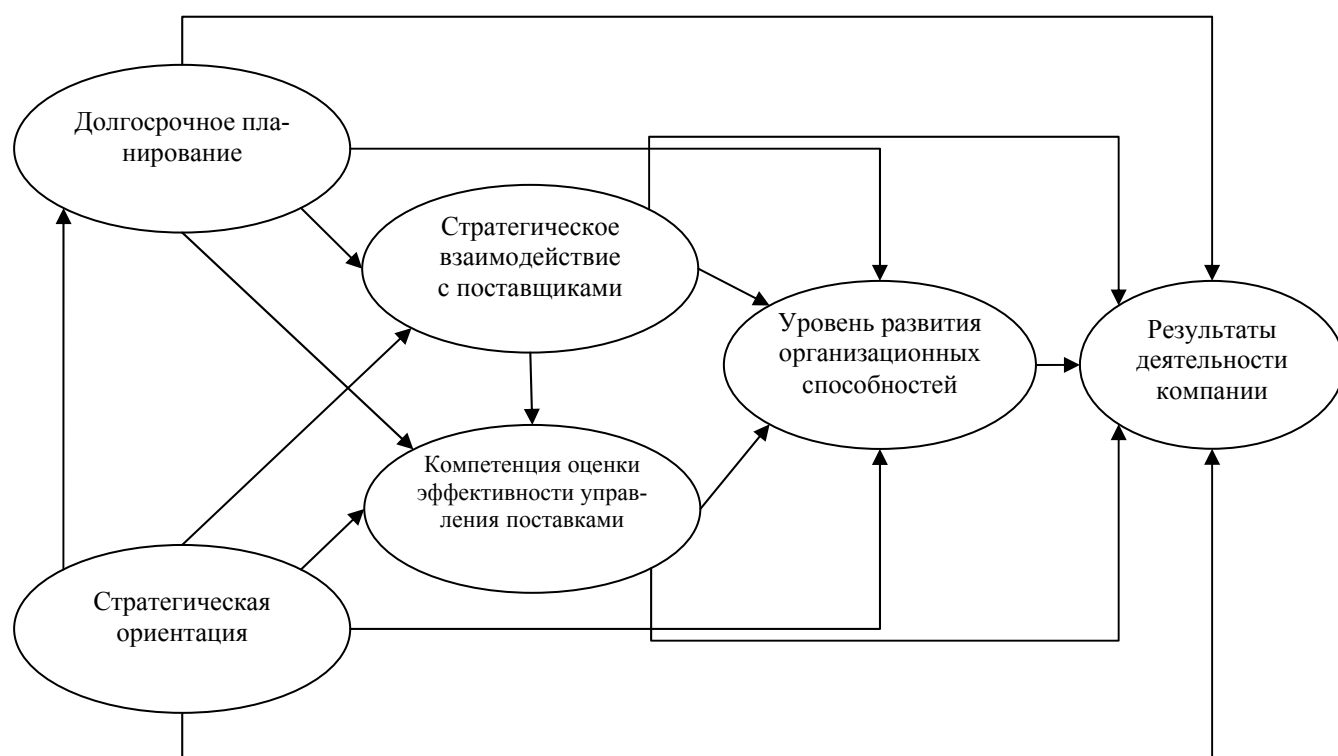 Долгосрочное пла-
нирование
Стратегическое
взаимодействие
с поставщиками
Уровень развития
организационных
способностей
Результаты
деятельности
компании
Компетенция оценки
эффективности управ-
ления поставками
Стратегическая
ориентация